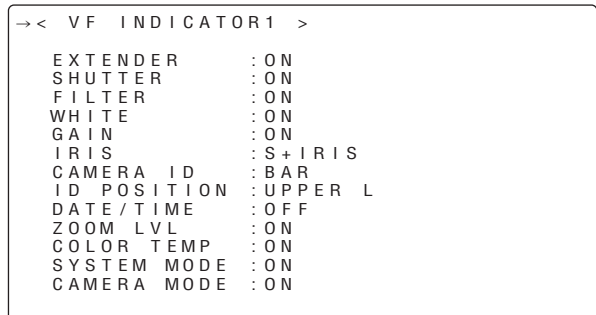 →< VF INDICATOR1 >
EXTENDER :ON
SHUTTER :ON
FILTER :ON
WHITE :ON
GAIN :ON
IRIS :S+IRIS
CAMERA ID :BAR
ID POSITION :UPPER L
DATE/TIME :OFF
ZOOM LVL :ON
COLOR TEMP :ON
SYSTEM MODE :ON
CAMERA MODE :ON